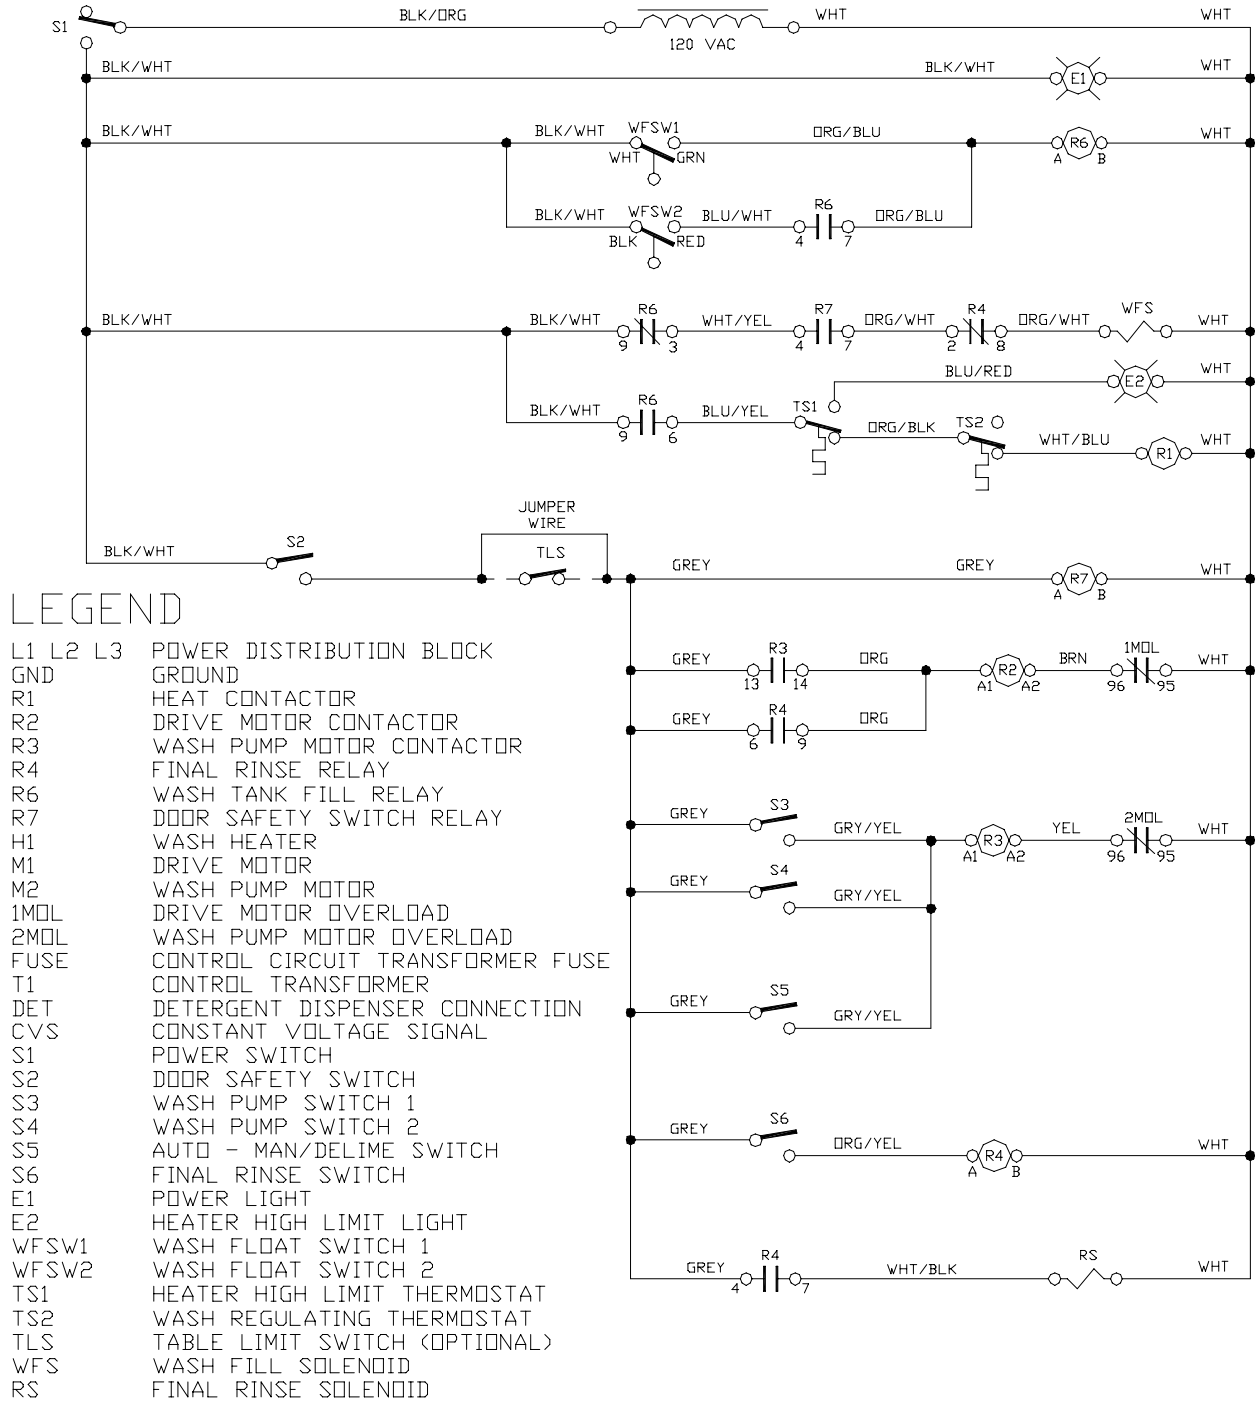 BLK/ORG WHT WHT
S1
120 VAC
BLK/WHT BLK/WHT E1 WHT
BLK/WHT BLK/WHT WFSW1 ORG/BLU R6 WHT
WHT GRN A B
BLK/WHT WFSW2 BLU/WHT R6 ORG/BLU
BLK RED 4 7
BLK/WHT BLK/WHT R6 WHT/YEL R7 ORG/WHT R4 ORG/WHT WFS WHT
9 3 4 7 2 8
BLU/RED E2 WHT
BLK/WHT R6 BLU/YEL TS1 ORG/BLK TS2 WHT/BLU R1 WHT
9 6
JUMPER
WIRE
BLK/WHT S2 TLS GREY GREY R7 WHT
A B
GREY R3 ORG R2 BRN 1MOL WHT
13 14 A1 A2 96 95
GREY R4 ORG
6 9
GREY S3 GRY/YEL R3 YEL 2MOL WHT
A1 A2 96 95
GREY S4 GRY/YEL
GREY S5 GRY/YEL
GREY S6 ORG/YEL R4 WHT
A B
GREY R4 WHT/BLK RS WHT
4 7
LEGEND
L1 L2 L3 POWER DISTRIBUTION BLOCK
GND GROUND
R1 HEAT CONTACTOR
R2 DRIVE MOTOR CONTACTOR
R3 WASH PUMP MOTOR CONTACTOR
R4 FINAL RINSE RELAY
R6 WASH TANK FILL RELAY
R7 DOOR SAFETY SWITCH RELAY
H1 WASH HEATER
M1 DRIVE MOTOR
M2 WASH PUMP MOTOR
1MOL DRIVE MOTOR OVERLOAD
2MOL WASH PUMP MOTOR OVERLOAD
FUSE CONTROL CIRCUIT TRANSFORMER FUSE
T1 CONTROL TRANSFORMER
DET DETERGENT DISPENSER CONNECTION
CVS CONSTANT VOLTAGE SIGNAL
S1 POWER SWITCH
S2 DOOR SAFETY SWITCH
S3 WASH PUMP SWITCH 1
S4 WASH PUMP SWITCH 2
S5 AUTO - MAN/DELIME SWITCH
S6 FINAL RINSE SWITCH
E1 POWER LIGHT
E2 HEATER HIGH LIMIT LIGHT
WFSW1 WASH FLOAT SWITCH 1
WFSW2 WASH FLOAT SWITCH 2
TS1 HEATER HIGH LIMIT THERMOSTAT
TS2 WASH REGULATING THERMOSTAT
TLS TABLE LIMIT SWITCH (OPTIONAL)
WFS WASH FILL SOLENOID
RS FINAL RINSE SOLENOID